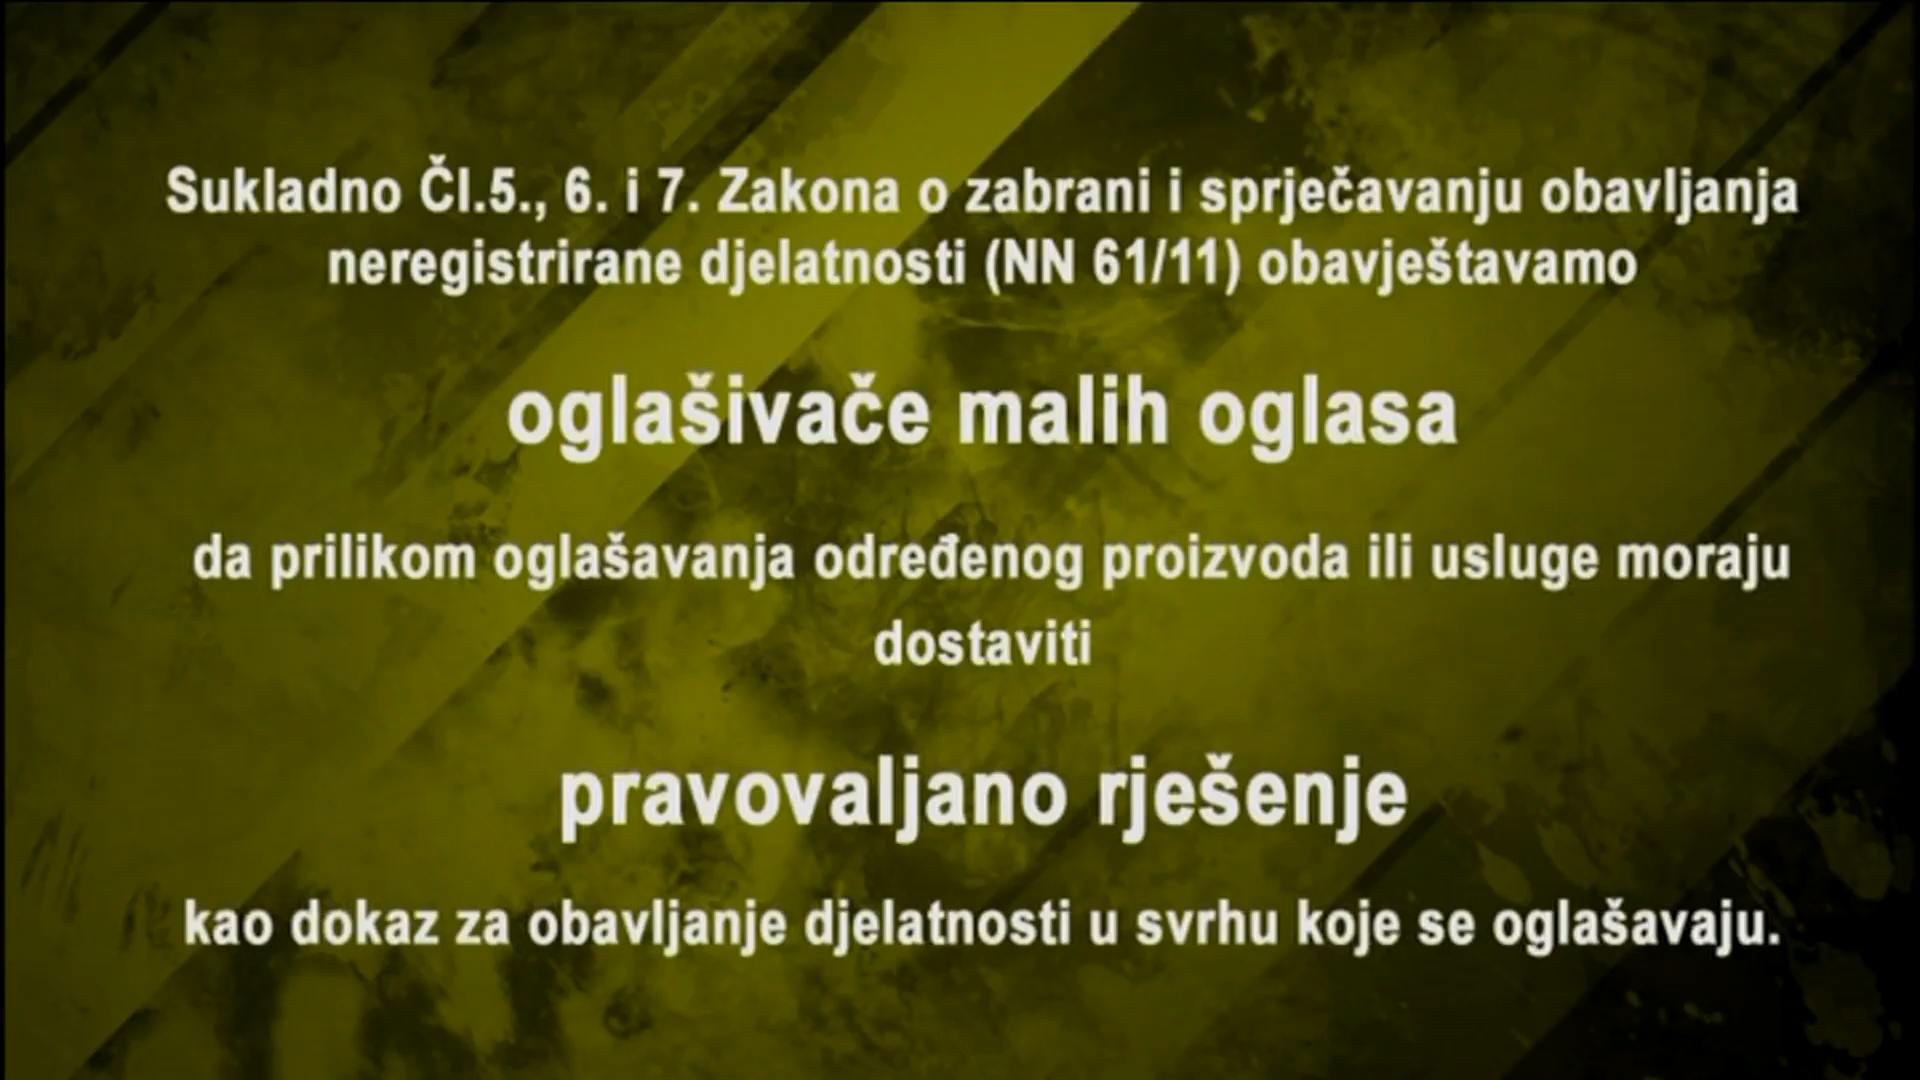 Sukladno Čl.5., 6. i 7. Zakona o zabrani i sprječavanju obavljanja
neregistrirane djelatnosti (NN 61/11) obavještavamo
oglašivače malih oglasa
da prilikom oglašavanja određenog proizvoda ili usluge moraju
dostaviti
pravovaljano rješenje
kao dokaz za obavljanje djelatnosti u svrhu koje se oglašavaju.